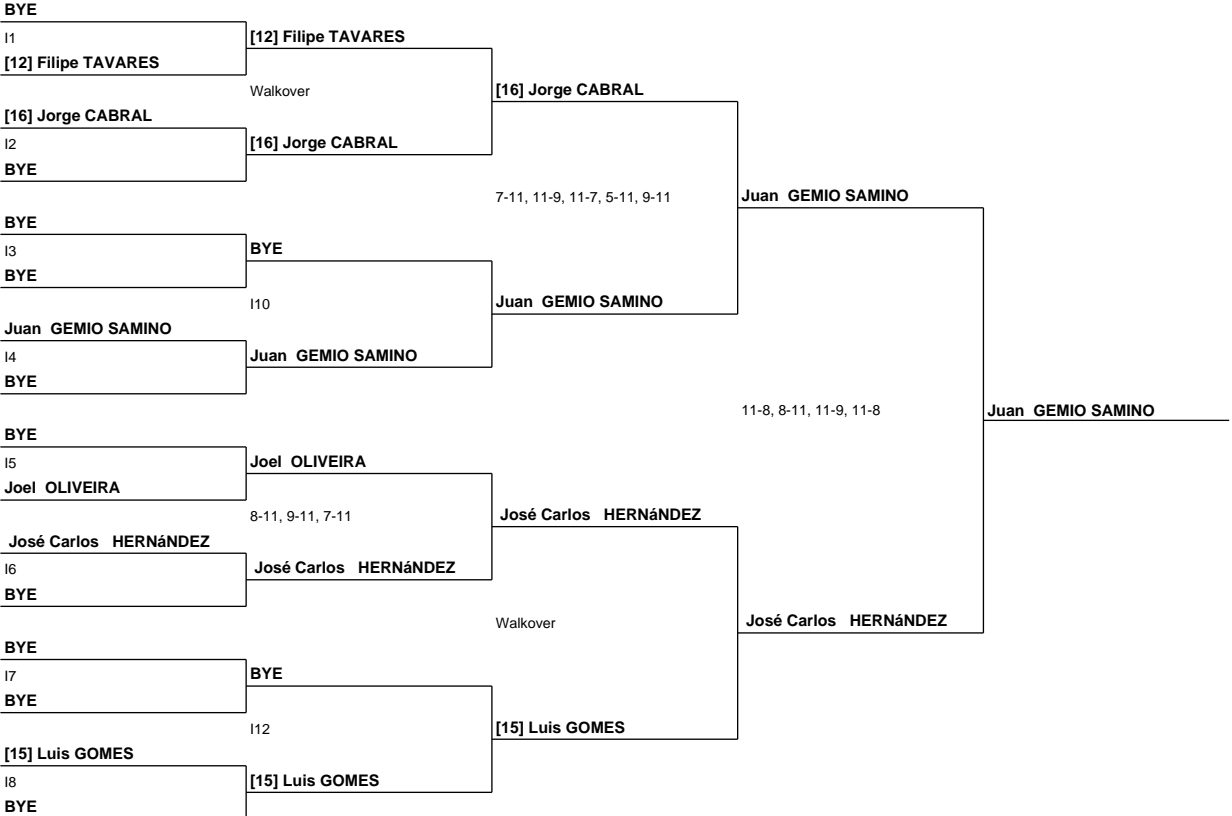 BYE
I1
[12] Filipe TAVARES
[12] Filipe TAVARES
Walkover
[16] Jorge CABRAL
[16] Jorge CABRAL
I2
[16] Jorge CABRAL
BYE
7-11, 11-9, 11-7, 5-11, 9-11
Juan GEMIO SAMINO
BYE
I3
BYE
BYE
I10
Juan GEMIO SAMINO
Juan GEMIO SAMINO
I4
Juan GEMIO SAMINO
BYE
11-8, 8-11, 11-9, 11-8
Juan GEMIO SAMINO
BYE
I5
Joel OLIVEIRA
Joel OLIVEIRA
8-11, 9-11, 7-11
José Carlos HERNáNDEZ
José Carlos HERNáNDEZ
I6
José Carlos HERNáNDEZ
BYE
Walkover
José Carlos HERNáNDEZ
BYE
I7
BYE
BYE
I12
[15] Luis GOMES
[15] Luis GOMES
I8
[15] Luis GOMES
BYE